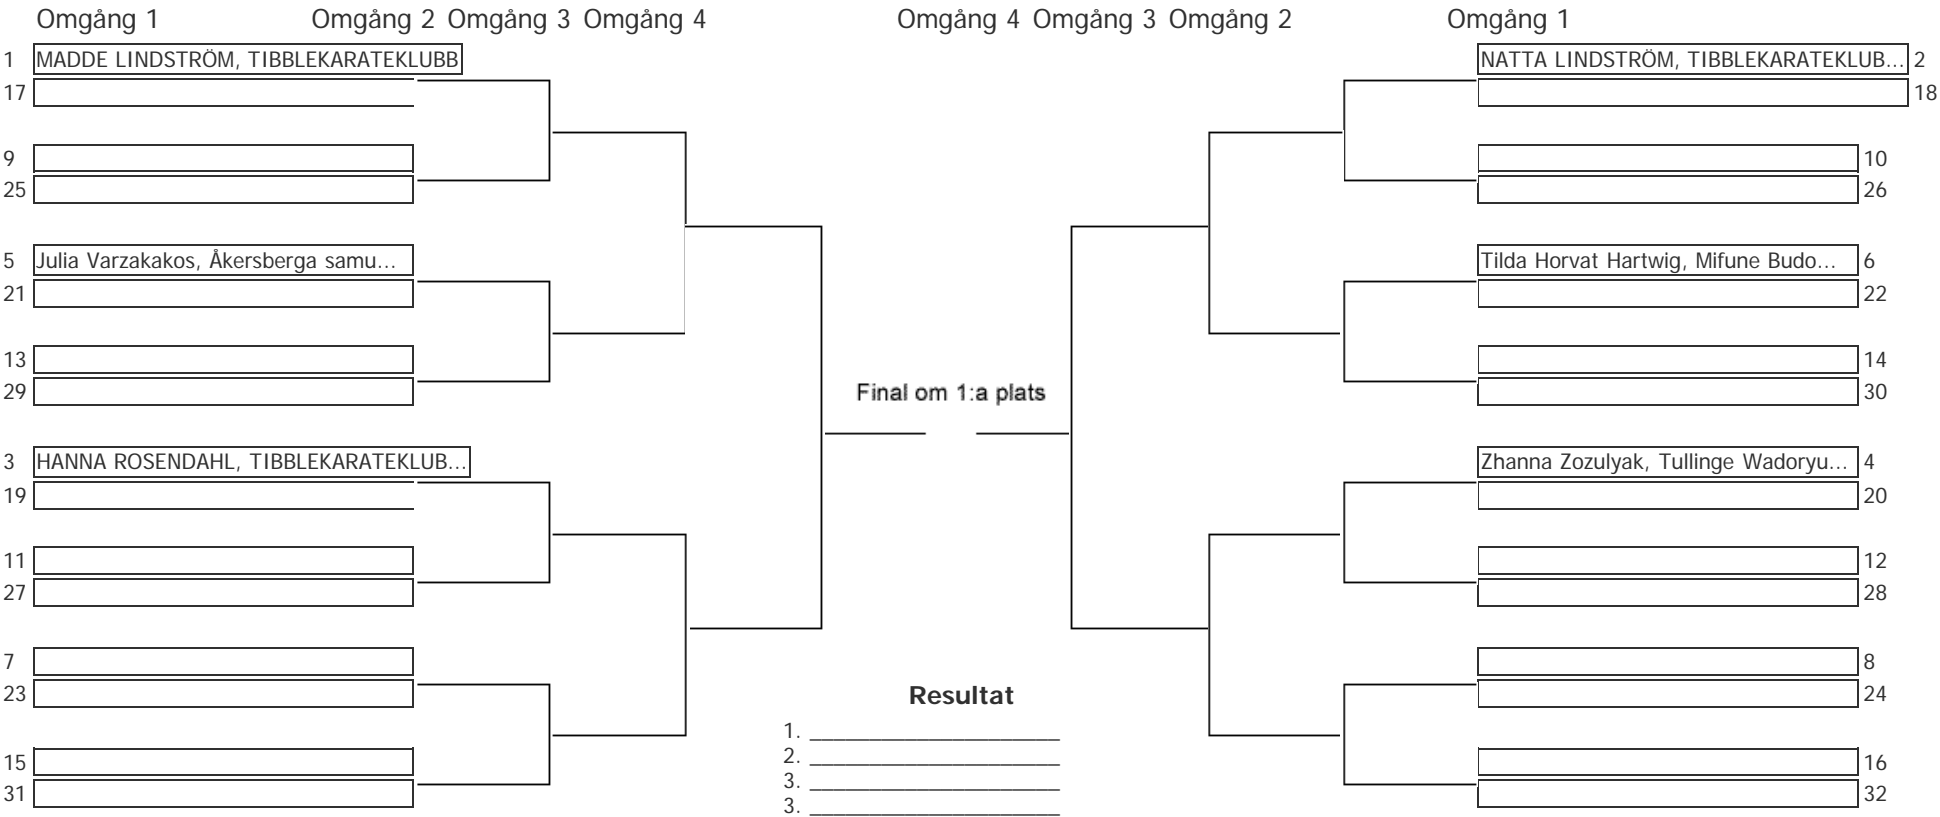 Omgång 1 Omgång 2 Omgång 3 Omgång 4 Omgång 4 Omgång 3 Omgång 2 Omgång 1
1 MADDE LINDSTRÖM, TIBBLEKARATEKLUBB NATTA LINDSTRÖM, TIBBLEKARATEKLUB... 2
17 18
9 10
25 26
5 Julia Varzakakos, Åkersberga samu... Tilda Horvat Hartwig, Mifune Budo... 6
21 22
13 14
29 30
Final om 1:a plats
3 HANNA ROSENDAHL, TIBBLEKARATEKLUB... Zhanna Zozulyak, Tullinge Wadoryu... 4
19 20
11 12
27 28
7 8
23 24
Resultat
1. ____________________
2. ____________________
15 16
3. ____________________
31 32
3. ____________________